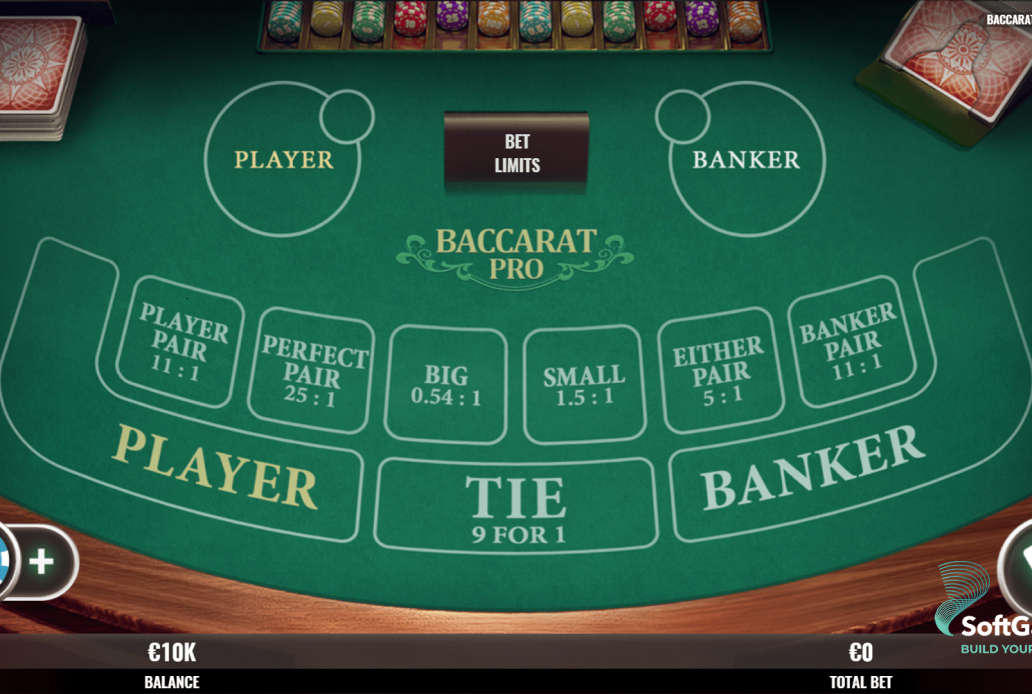 BACCARAT
BET
LIMITS
PLAYER
BANKER
BACCARAT
PRO
PLAYER
PAIR
11 : 1
PERFECT
PAIR
25 : 1
BIG
0.54 : 1
SMALL
1.5 : 1
EITHER
PAIR
5 : 1
BANKER
PAIR
11 : 1
PLAYER
TIE
9 FOR 1
BANKER
€10K
BALANCE
€0
TOTAL BET
BUILD YOUR